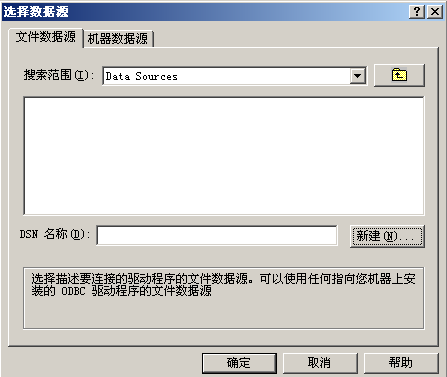 选择数据源
文件数据源 机器数据源
搜索范围(I): Data Sources
DSN 名称(D): 新建(N)...
选择描述要连接的驱动程序的文件数据源。可以使用任何指向您机器上安
装的 ODBC 驱动程序的文件数据源
确定 取消 帮助